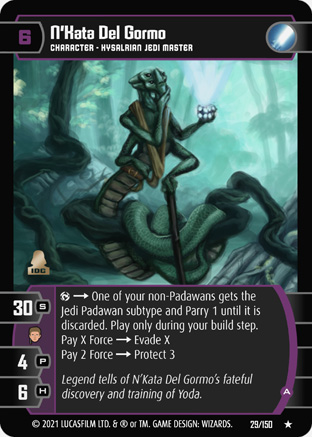 6
N'Kata Del Gormo
CHARACTER - KYSALRIAN JEDI MASTER
IDC
30 S
4 P
6 H
→ One of your non-Padawans gets the
Jedi Padawan subtype and Parry 1 until it is
discarded. Play only during your build step.
Pay X Force → Evade X
Pay 2 Force → Protect 3
Legend tells of N'Kata Del Gormo's fateful
discovery and training of Yoda.
A
© 2021 LUCASFILM LTD. & ® or TM. GAME DESIGN: WIZARDS.
29/150 ★